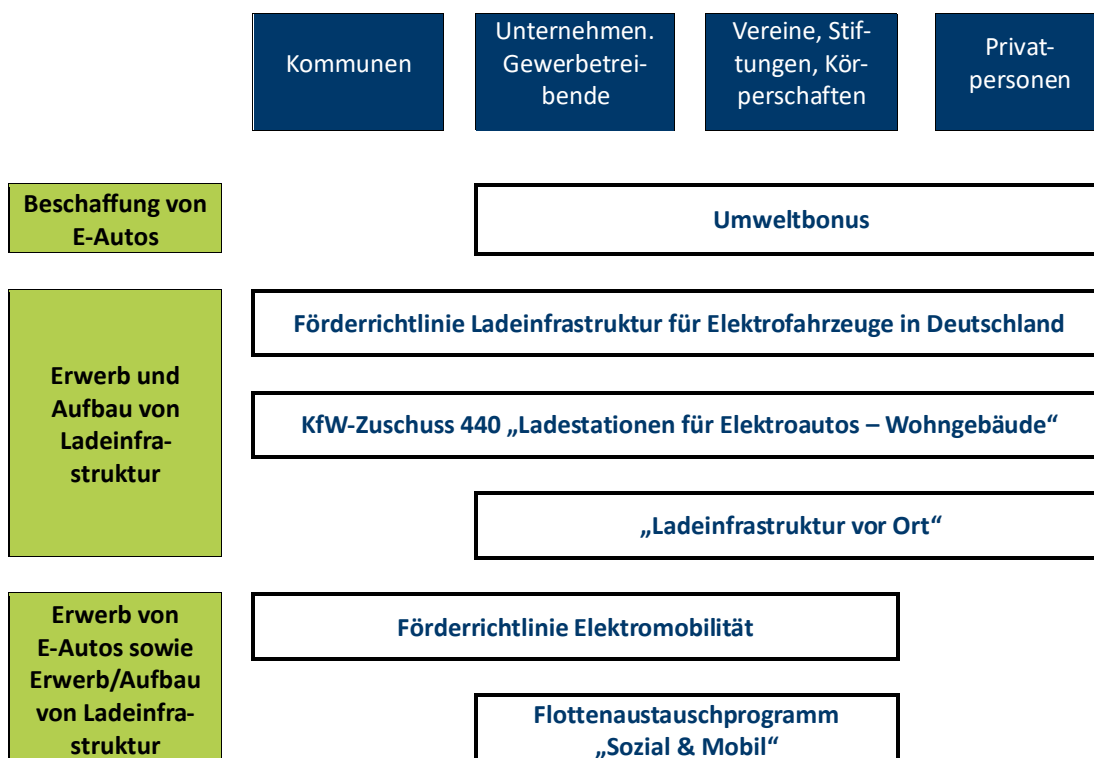 Kommunen
Unternehmen.
Gewerbetrei-
bende
Vereine, Stif-
tungen, Kör-
perschaften
Privat-
personen
Beschaffung von
E-Autos
Umweltbonus
Erwerb und
Aufbau von
Ladeinfra-
struktur
Förderrichtlinie Ladeinfrastruktur für Elektrofahrzeuge in Deutschland
KfW-Zuschuss 440 „Ladestationen für Elektroautos – Wohngebäude“
„Ladeinfrastruktur vor Ort“
Erwerb von
E-Autos sowie
Erwerb/Aufbau
von Ladeinfra-
struktur
Förderrichtlinie Elektromobilität
Flottenaustauschprogramm
„Sozial & Mobil“